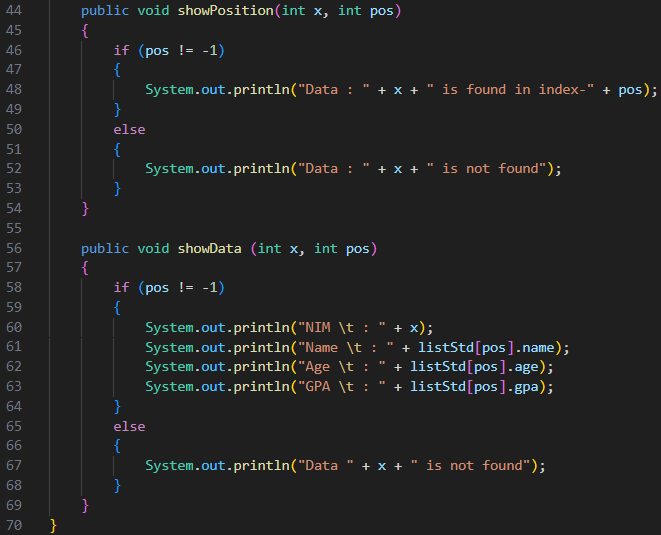 44 public void showPosition(int x, int pos)
45 {
46 if (pos != -1)
47 {
48 System.out.println("Data : " + x + " is found in index-" + pos);
49 }
50 else
51 {
52 System.out.println("Data : " + x + " is not found");
53 }
54 }
55
56 public void showData (int x, int pos)
57 {
58 if (pos != -1)
59 {
60 System.out.println("NIM \t : " + x);
61 System.out.println("Name \t : " + listStd[pos].name);
62 System.out.println("Age \t : " + listStd[pos].age);
63 System.out.println("GPA \t : " + listStd[pos].gpa);
64 }
65 else
66 {
67 System.out.println("Data " + x + " is not found");
68 }
69 }
70 }